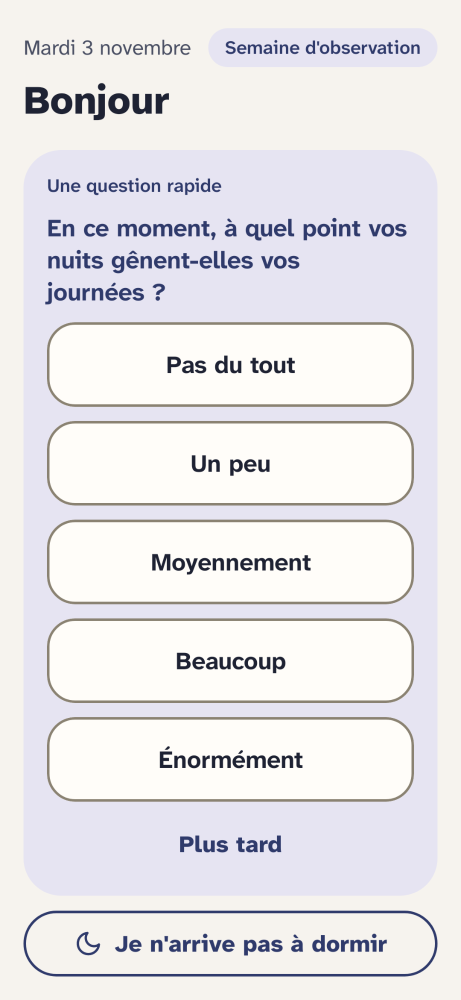 Mardi 3 novembre
Semaine d'observation
Bonjour
Une question rapide
En ce moment, à quel point vos
nuits gênent-elles vos
journées ?
Pas du tout
Un peu
Moyennement
Beaucoup
Énormément
Plus tard
Je n'arrive pas à dormir